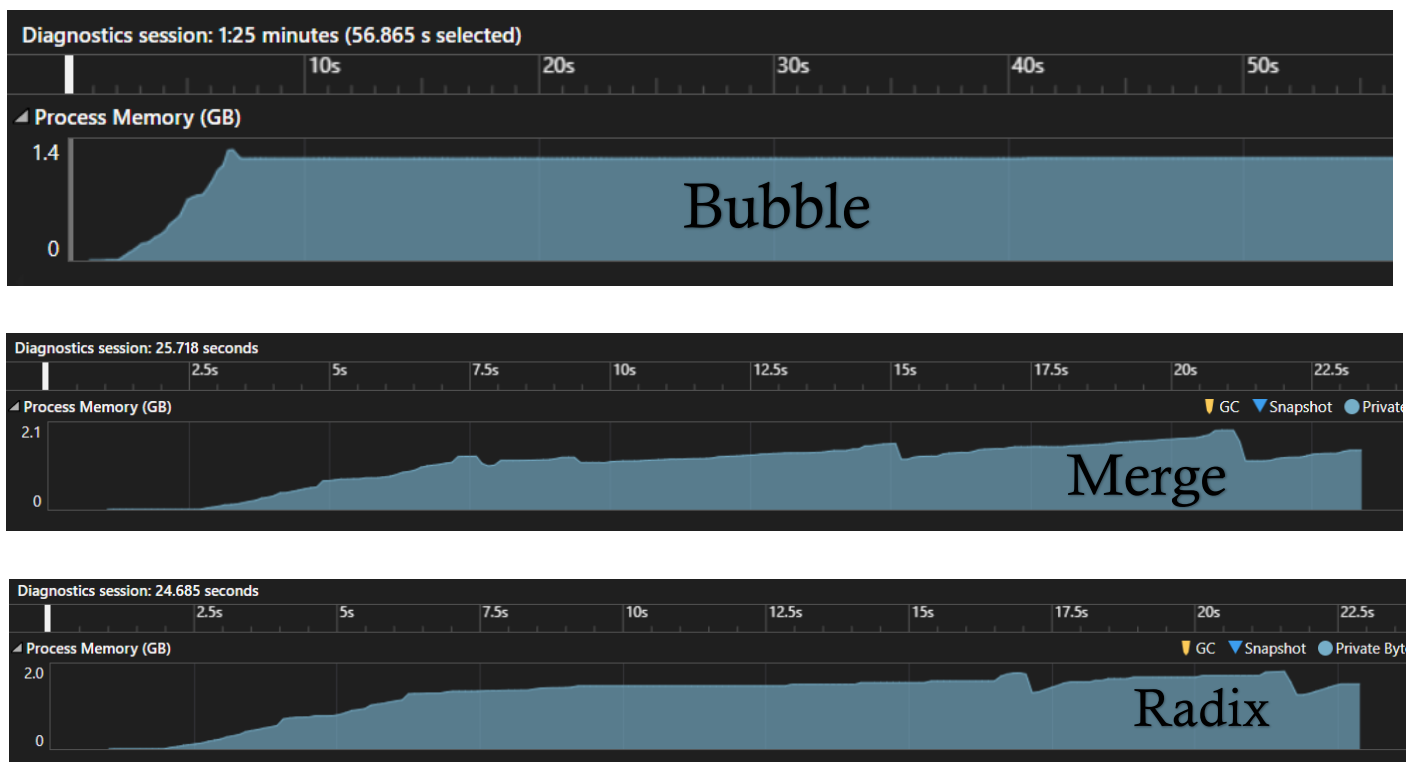 Diagnostics session: 1:25 minutes (56.865 s selected)
10s 20s 30s 40s 50s
Process Memory (GB)
1.4
Bubble
0
Diagnostics session: 25.718 seconds
2.5s 5s 7.5s 10s 12.5s 15s 17.5s 20s 22.5s
Process Memory (GB) GC Snapshot Private
2.1
Merge
0
Diagnostics session: 24.685 seconds
2.5s 5s 7.5s 10s 12.5s 15s 17.5s 20s 22.5s
Process Memory (GB) GC Snapshot Private Byt
2.0
Radix
0